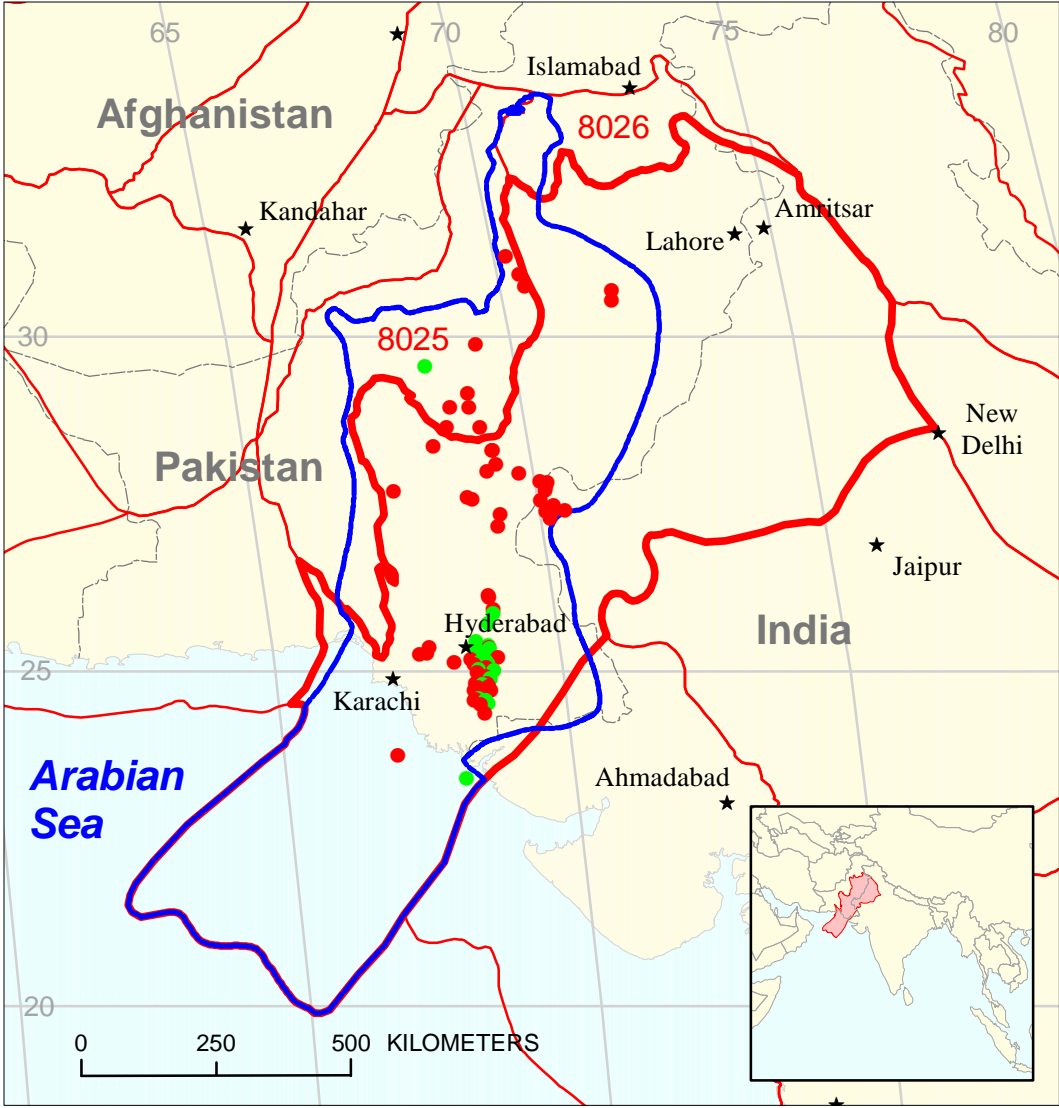 65
70
75
80
Islamabad
Afghanistan
8026
Kandahar
Amritsar
Lahore
30
8025
New
Delhi
Pakistan
Jaipur
Hyderabad
India
25
Karachi
Arabian
Sea
Ahmadabad
20
0
250
500 KILOMETERS